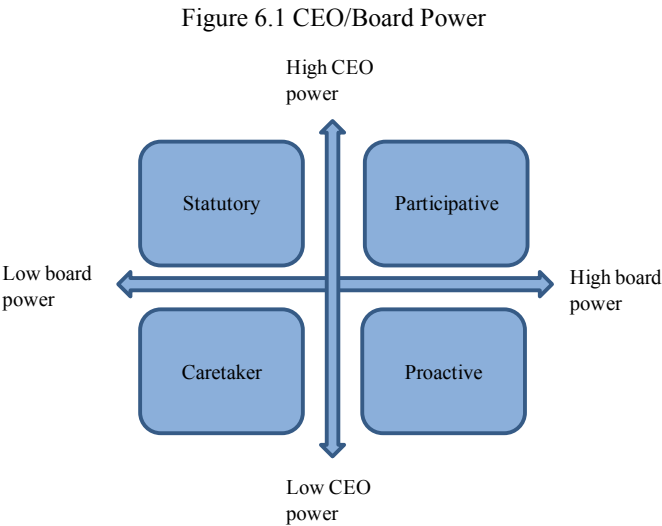 Figure 6.1 CEO/Board Power
High CEO
power
Statutory
Participative
Low board
power
High board
power
Caretaker
Proactive
Low CEO
power